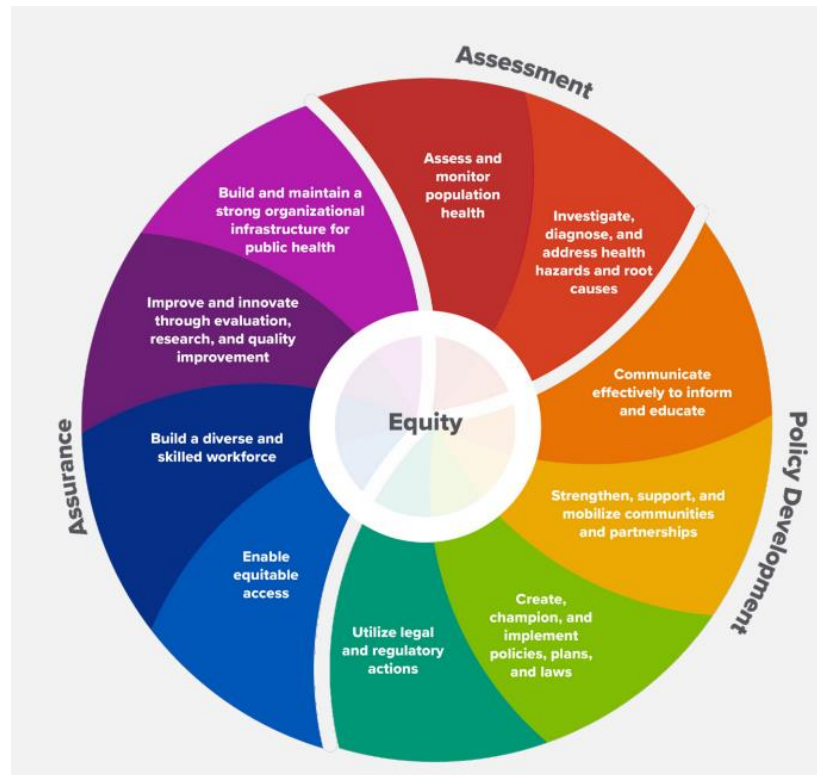 Assessment
Assess and
monitor
population
health
Investigate,
diagnose, and
address health
hazards and root
causes
Policy Development
Communicate
effectively to inform
and educate
Strengthen, support, and
mobilize communities
and partnerships
Create,
champion, and
implement
policies, plans,
and laws
Utilize legal
and regulatory
actions
Assurance
Enable
equitable
access
Build a diverse and
skilled workforce
Improve and innovate
through evaluation,
research, and quality
improvement
Build and maintain a
strong organizational
infrastructure for
public health
Equity